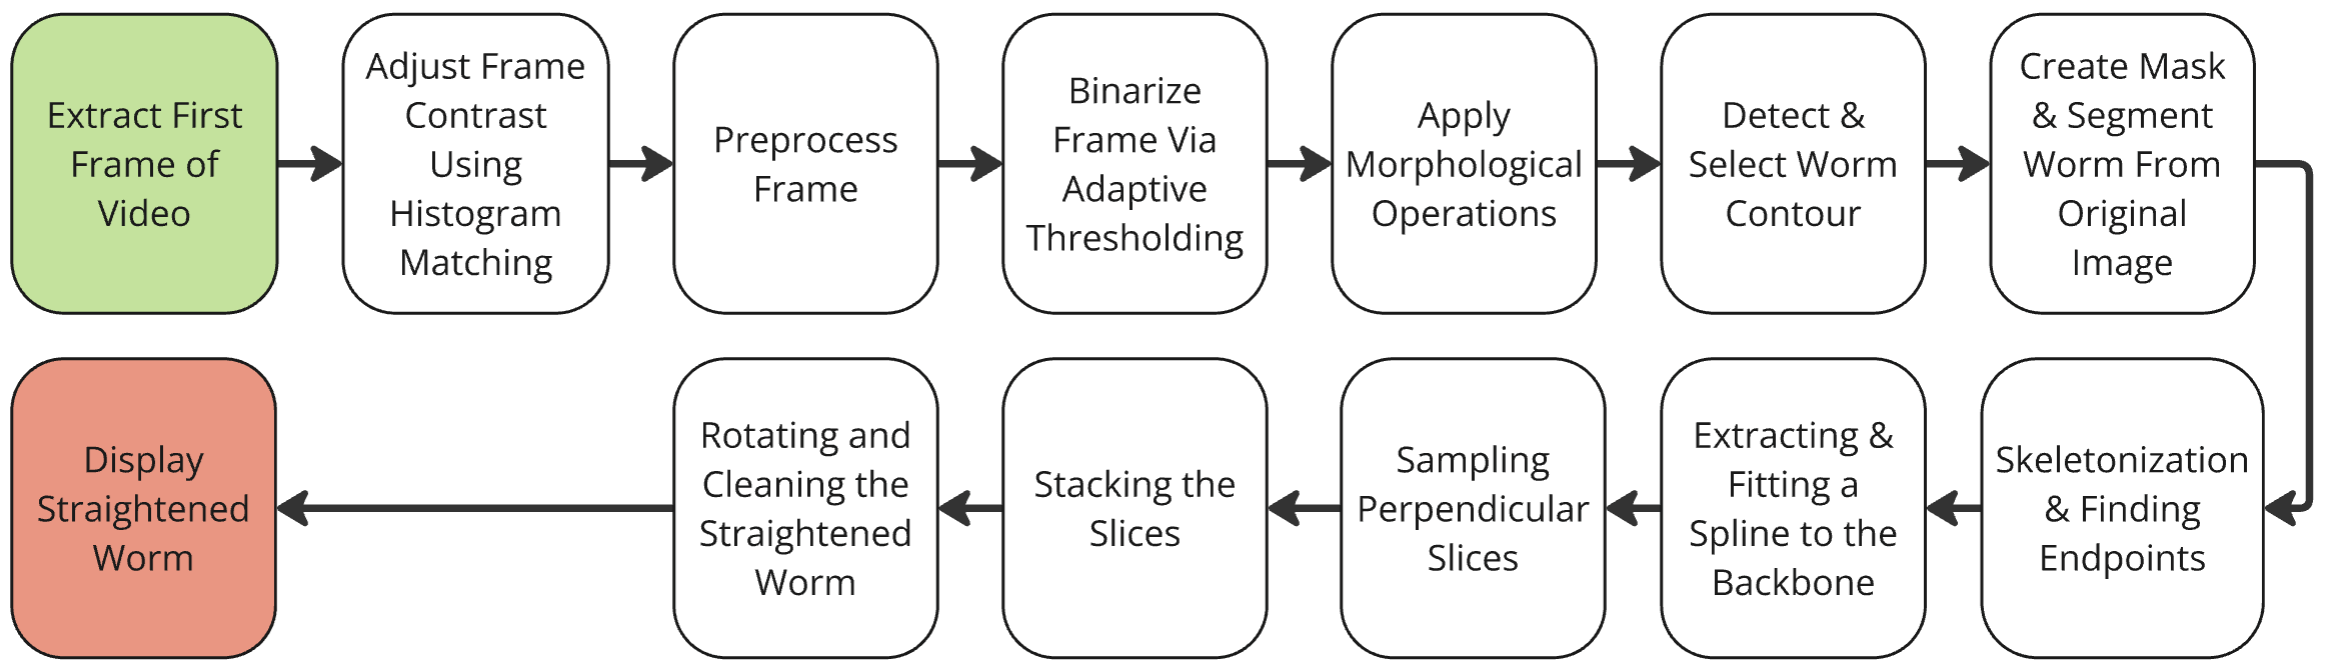 Extract First
Frame of
Video
Adjust Frame
Contrast
Using
Histogram
Matching
Preprocess
Frame
Binarize
Frame Via
Adaptive
Thresholding
Apply
Morphological
Operations
Detect &
Select Worm
Contour
Create Mask
& Segment
Worm From
Original
Image
Skeletonization
& Finding
Endpoints
Extracting &
Fitting a
Spline to the
Backbone
Sampling
Perpendicular
Slices
Stacking the
Slices
Rotating and
Cleaning the
Straightened
Worm
Display
Straightened
Worm